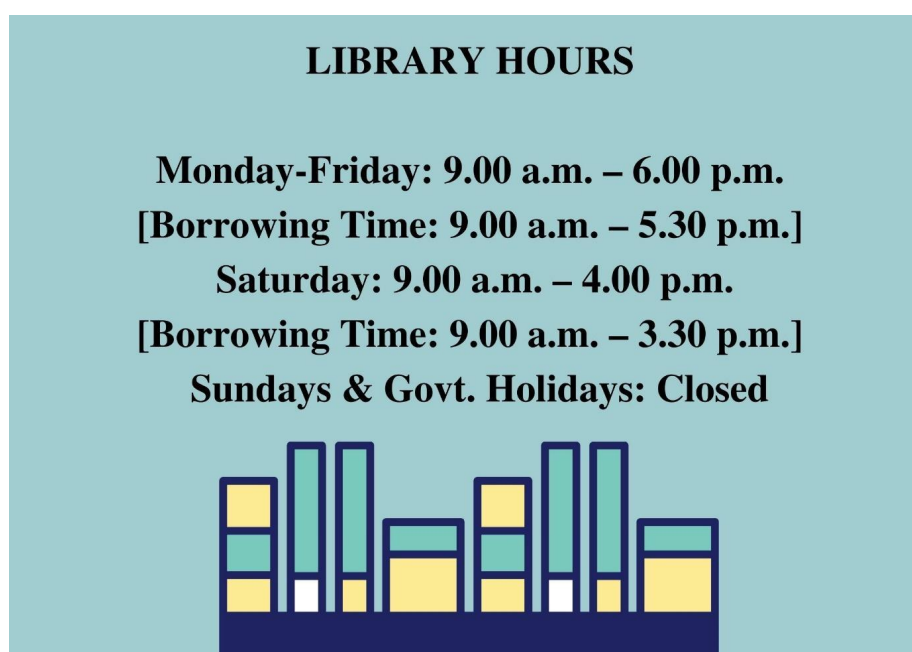 LIBRARY HOURS
Monday-Friday: 9.00 a.m. – 6.00 p.m.
[Borrowing Time: 9.00 a.m. – 5.30 p.m.]
Saturday: 9.00 a.m. – 4.00 p.m.
[Borrowing Time: 9.00 a.m. – 3.30 p.m.]
Sundays & Govt. Holidays: Closed